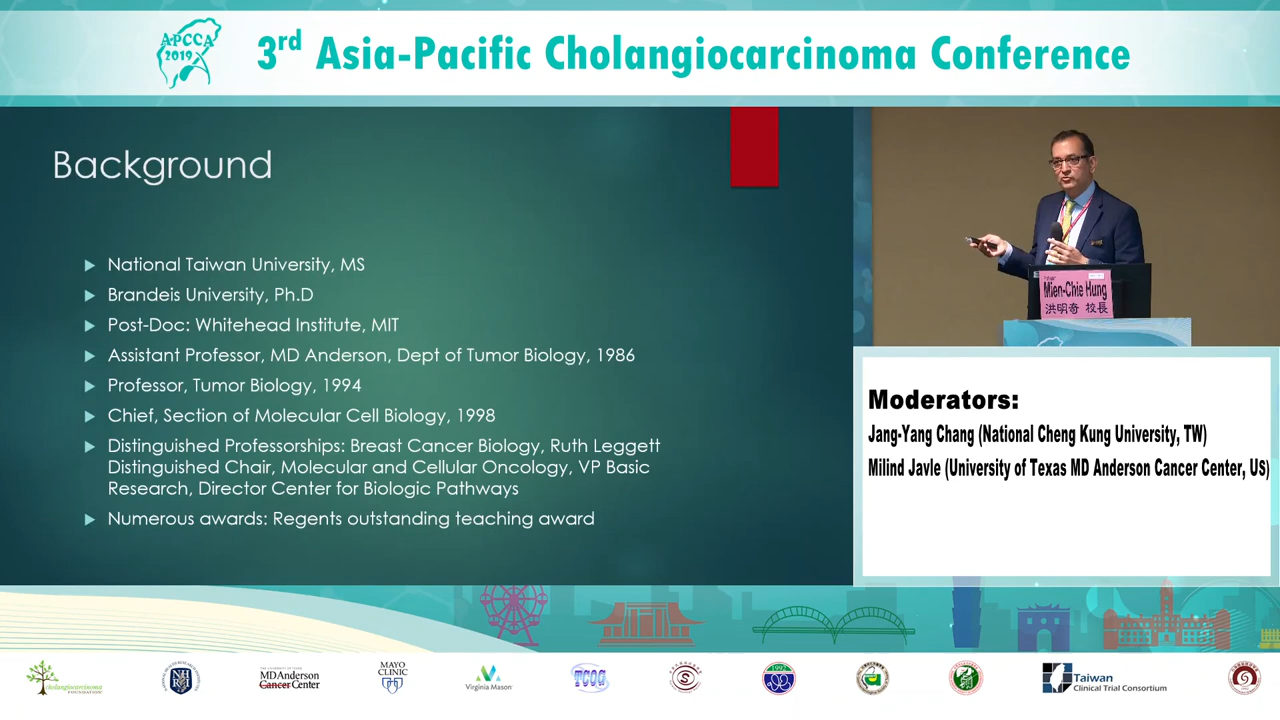 APCCA
2019
3rd Asia-Pacific Cholangiocarcinoma Conference
Background
National Taiwan University, MS
Brandeis University, Ph.D
Post-Doc: Whitehead Institute, MIT
Assistant Professor, MD Anderson, Dept of Tumor Biology, 1986
Professor, Tumor Biology, 1994
Chief, Section of Molecular Cell Biology, 1998
Distinguished Professorships: Breast Cancer Biology, Ruth Leggett
Distinguished Chair, Molecular and Cellular Oncology, VP Basic
Research, Director Center for Biologic Pathways
Numerous awards: Regents outstanding teaching award
Mien-Chie Hung
洪明奇 校長
Moderators:
Jang-Yang Chang (National Cheng Kung University, TW)
Milind Javle (University of Texas MD Anderson Cancer Center, US)
cholangiocarcinoma
FOUNDATION
NHRI
MD Anderson
Cancer Center
MAYO
CLINIC
Virginia Mason
TCOG
S
1992
Taiwan
Clinical Trial Consortium